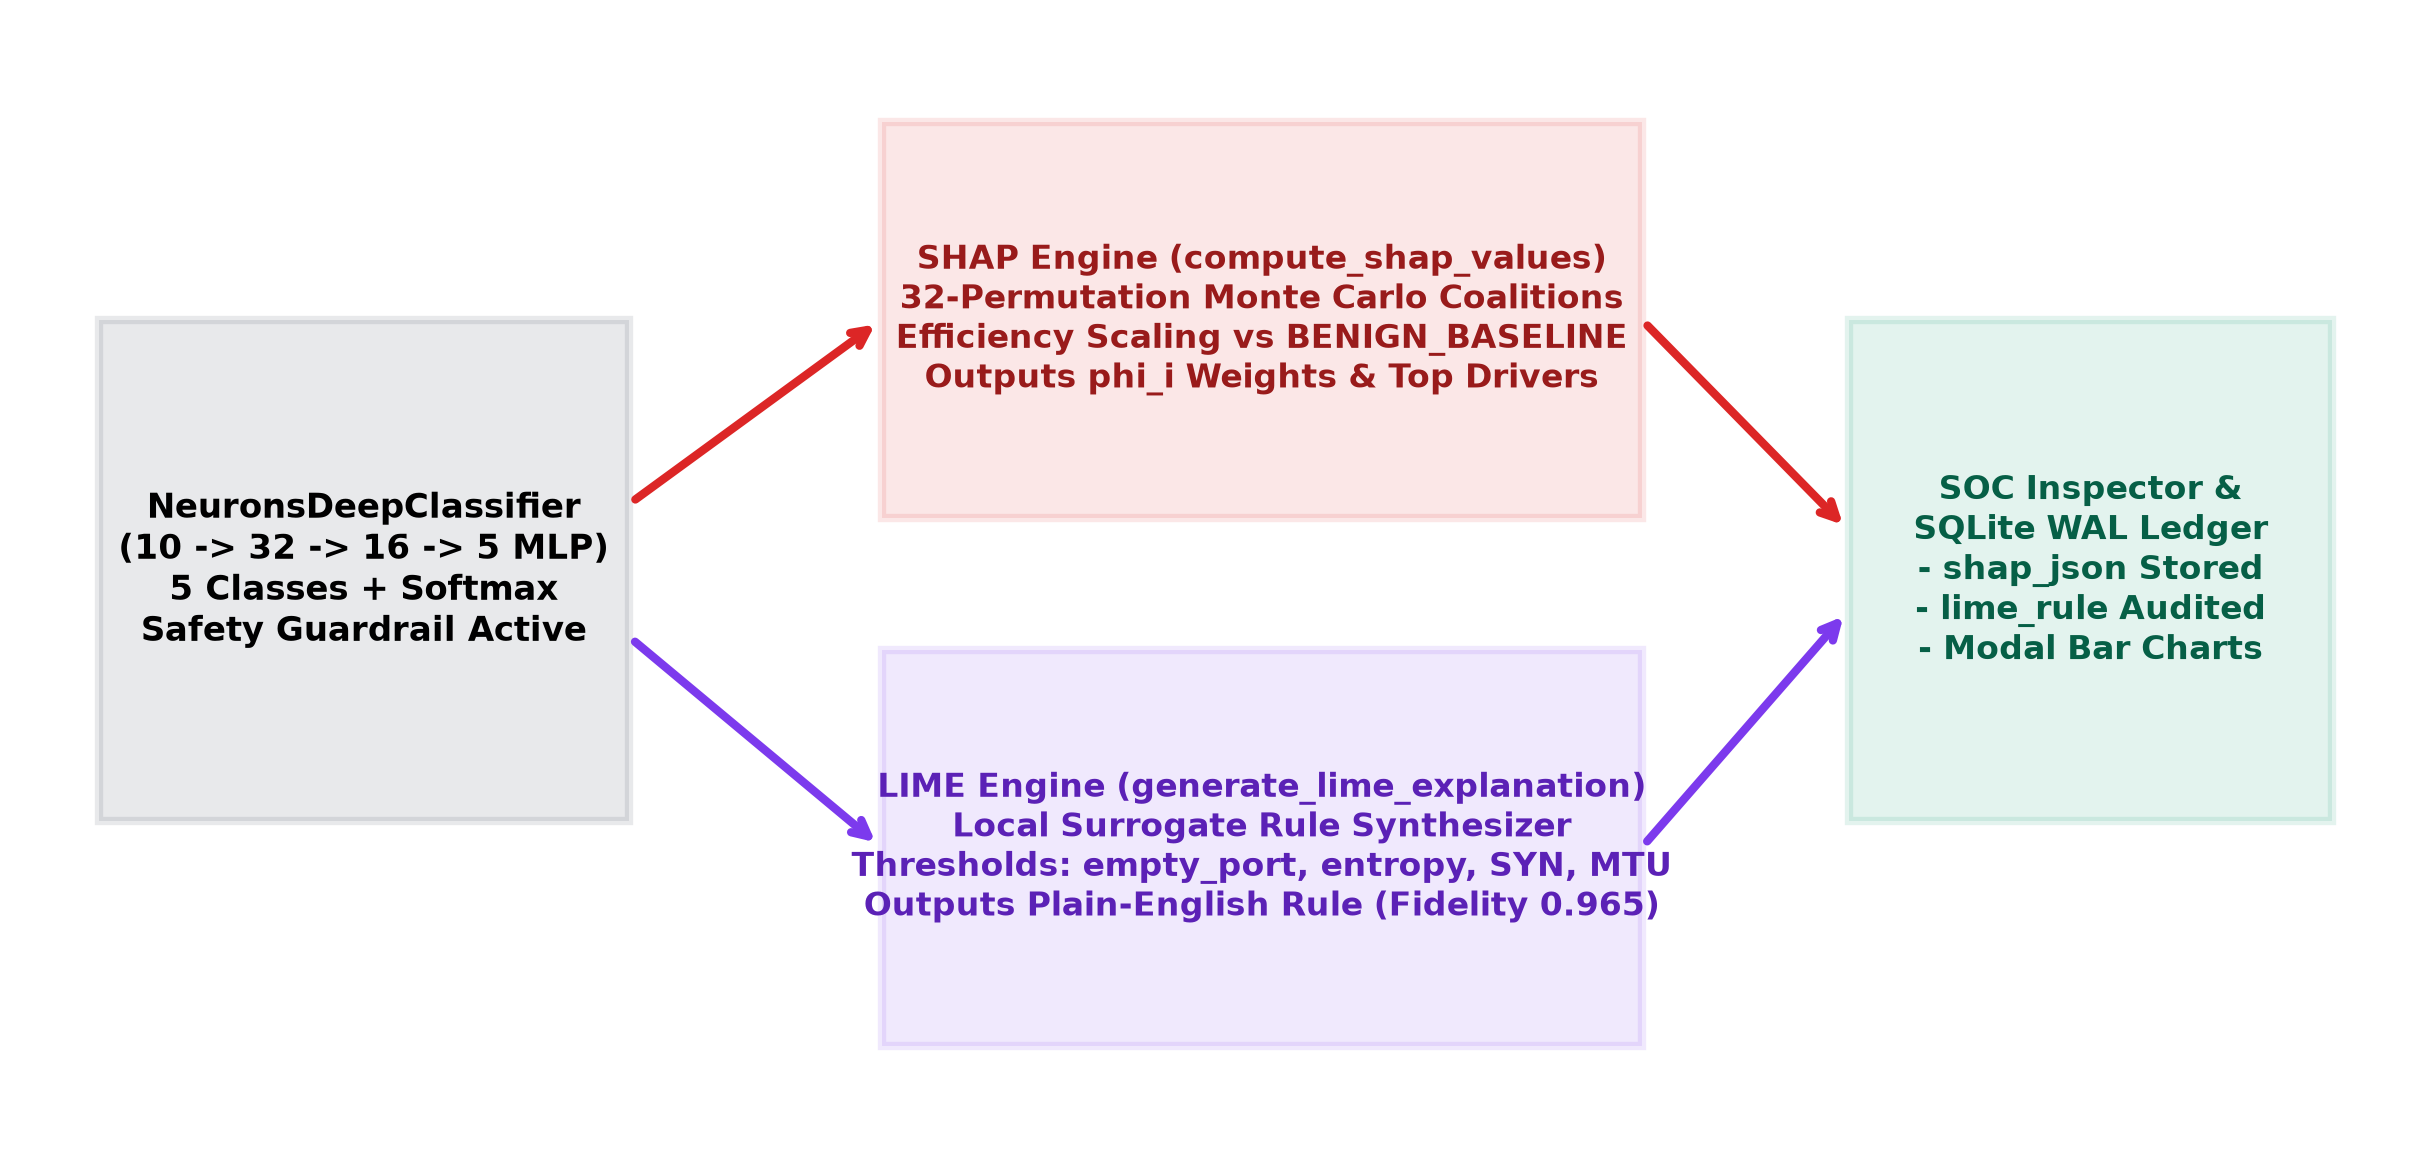 NeuronsDeepClassifier
(10 -> 32 -> 16 -> 5 MLP)
5 Classes + Softmax
Safety Guardrail Active
SHAP Engine (compute_shap_values)
32-Permutation Monte Carlo Coalitions
Efficiency Scaling vs BENIGN_BASELINE
Outputs phi_i Weights & Top Drivers
LIME Engine (generate_lime_explanation)
Local Surrogate Rule Synthesizer
Thresholds: empty_port, entropy, SYN, MTU
Outputs Plain-English Rule (Fidelity 0.965)
SOC Inspector &
SQLite WAL Ledger
- shap_json Stored
- lime_rule Audited
- Modal Bar Charts